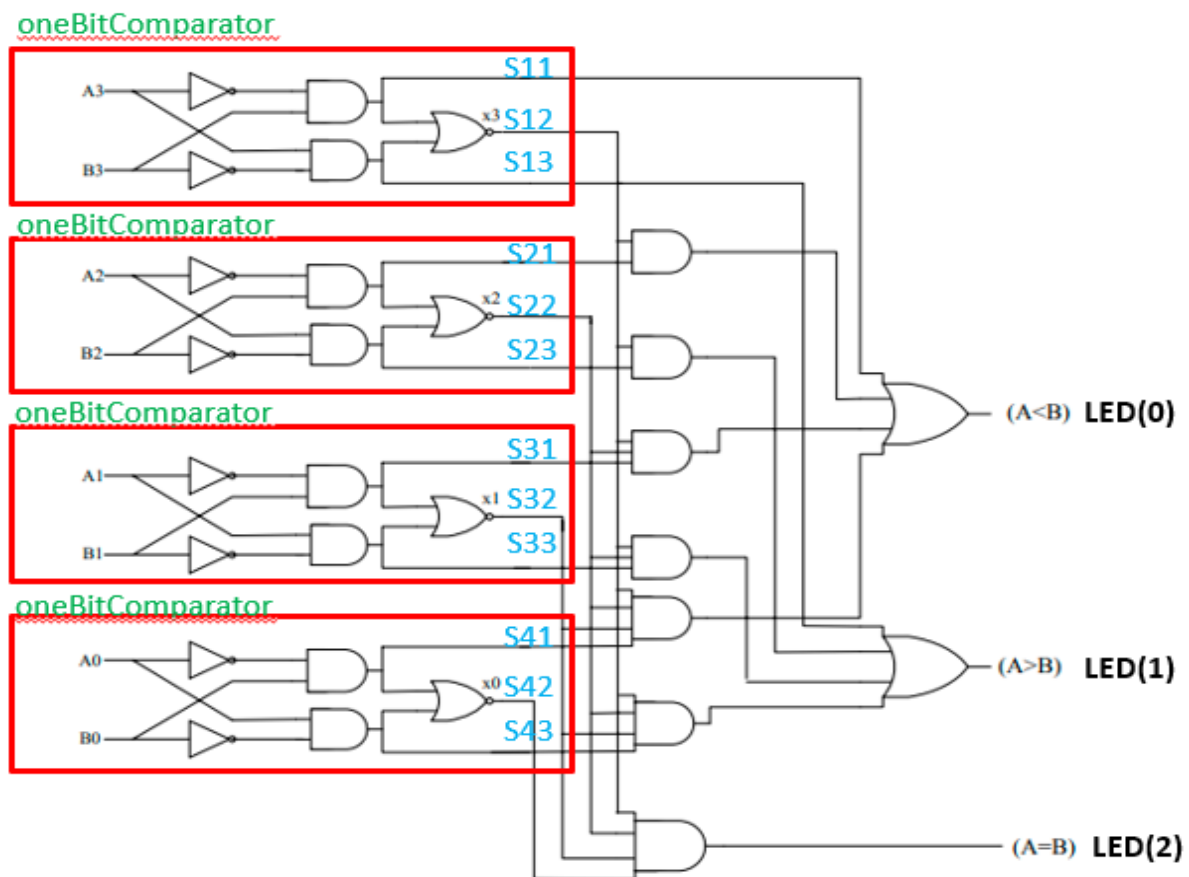 oneBitComparator
S11
A3
x3 S12
B3
S13
oneBitComparator
S21
A2
x2 S22
B2
S23
oneBitComparator
S31
A1
x1 S32
B1
S33
oneBitComparator
S41
A0
x0 S42
B0
S43
(A<B) LED(0)
(A>B) LED(1)
(A=B) LED(2)